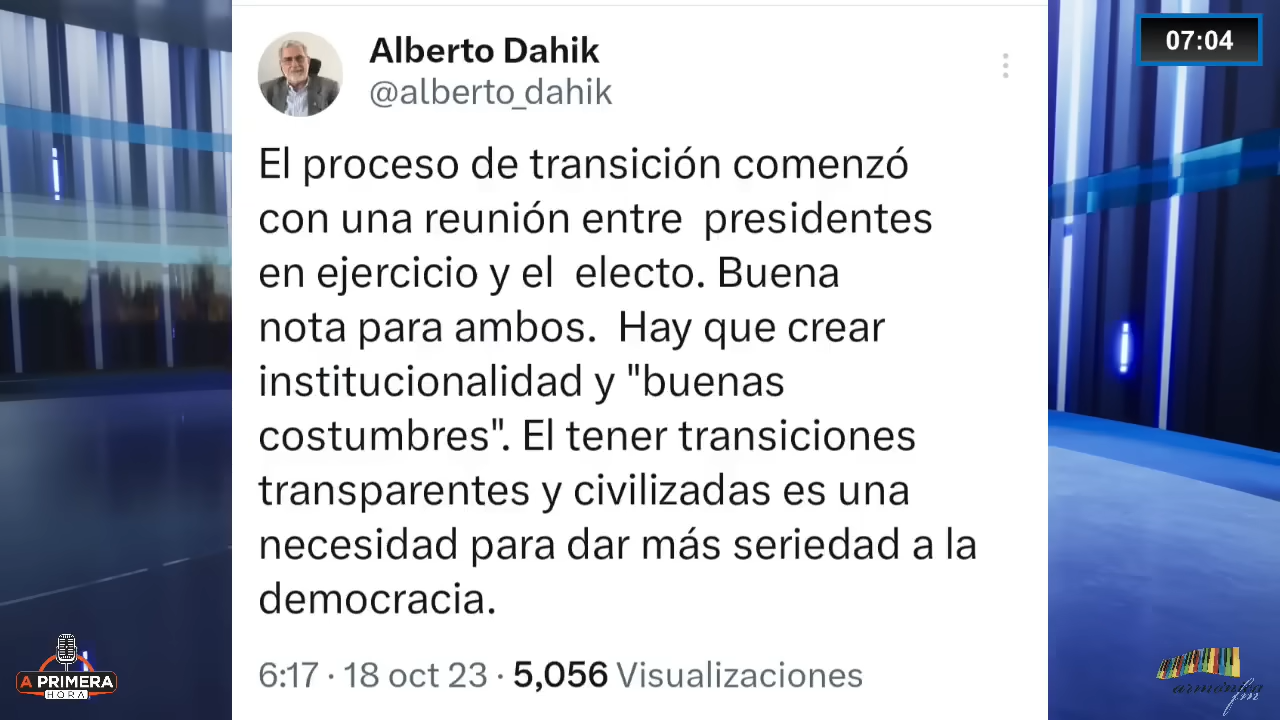 07:04
Alberto Dahik
@alberto_dahik
El proceso de transición comenzó
con una reunión entre  presidentes
en ejercicio y el  electo. Buena
nota para ambos.  Hay que crear
institucionalidad y "buenas
costumbres". El tener transiciones
transparentes y civilizadas es una
necesidad para dar más seriedad a la
democracia.
6:17 · 18 oct 23 · 5,056 Visualizaciones
A PRIMERA
HORA
armónica
fm